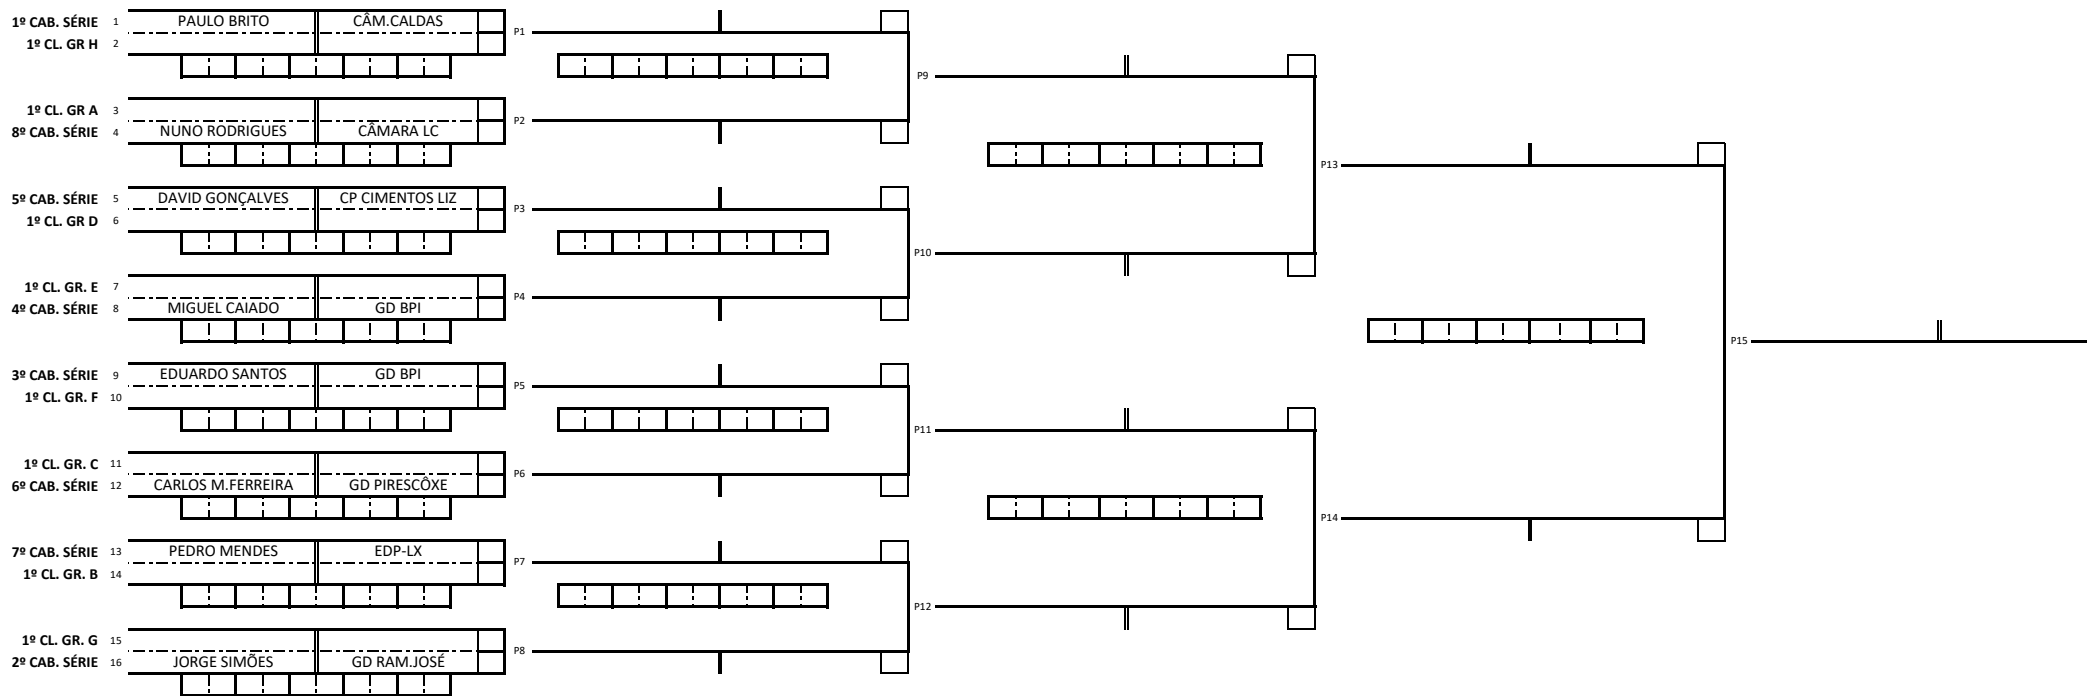 1º CAB. SÉRIE 1 PAULO BRITO CÂM.CALDAS
1º CL. GR H 2
P1
1º CL. GR A 3
8º CAB. SÉRIE 4 NUNO RODRIGUES CÂMARA LC
P2
P9
5º CAB. SÉRIE 5 DAVID GONÇALVES CP CIMENTOS LIZ
1º CL. GR D 6
P3
1º CL. GR. E 7
4º CAB. SÉRIE 8 MIGUEL CAIADO GD BPI
P4
P10
P13
3º CAB. SÉRIE 9 EDUARDO SANTOS GD BPI
1º CL. GR. F 10
P5
1º CL. GR. C 11
6º CAB. SÉRIE 12 CARLOS M.FERREIRA GD PIRESCÔXE
P6
P11
7º CAB. SÉRIE 13 PEDRO MENDES EDP-LX
1º CL. GR. B 14
P7
1º CL. GR. G 15
2º CAB. SÉRIE 16 JORGE SIMÕES GD RAM.JOSÉ
P8
P12
P14
P15